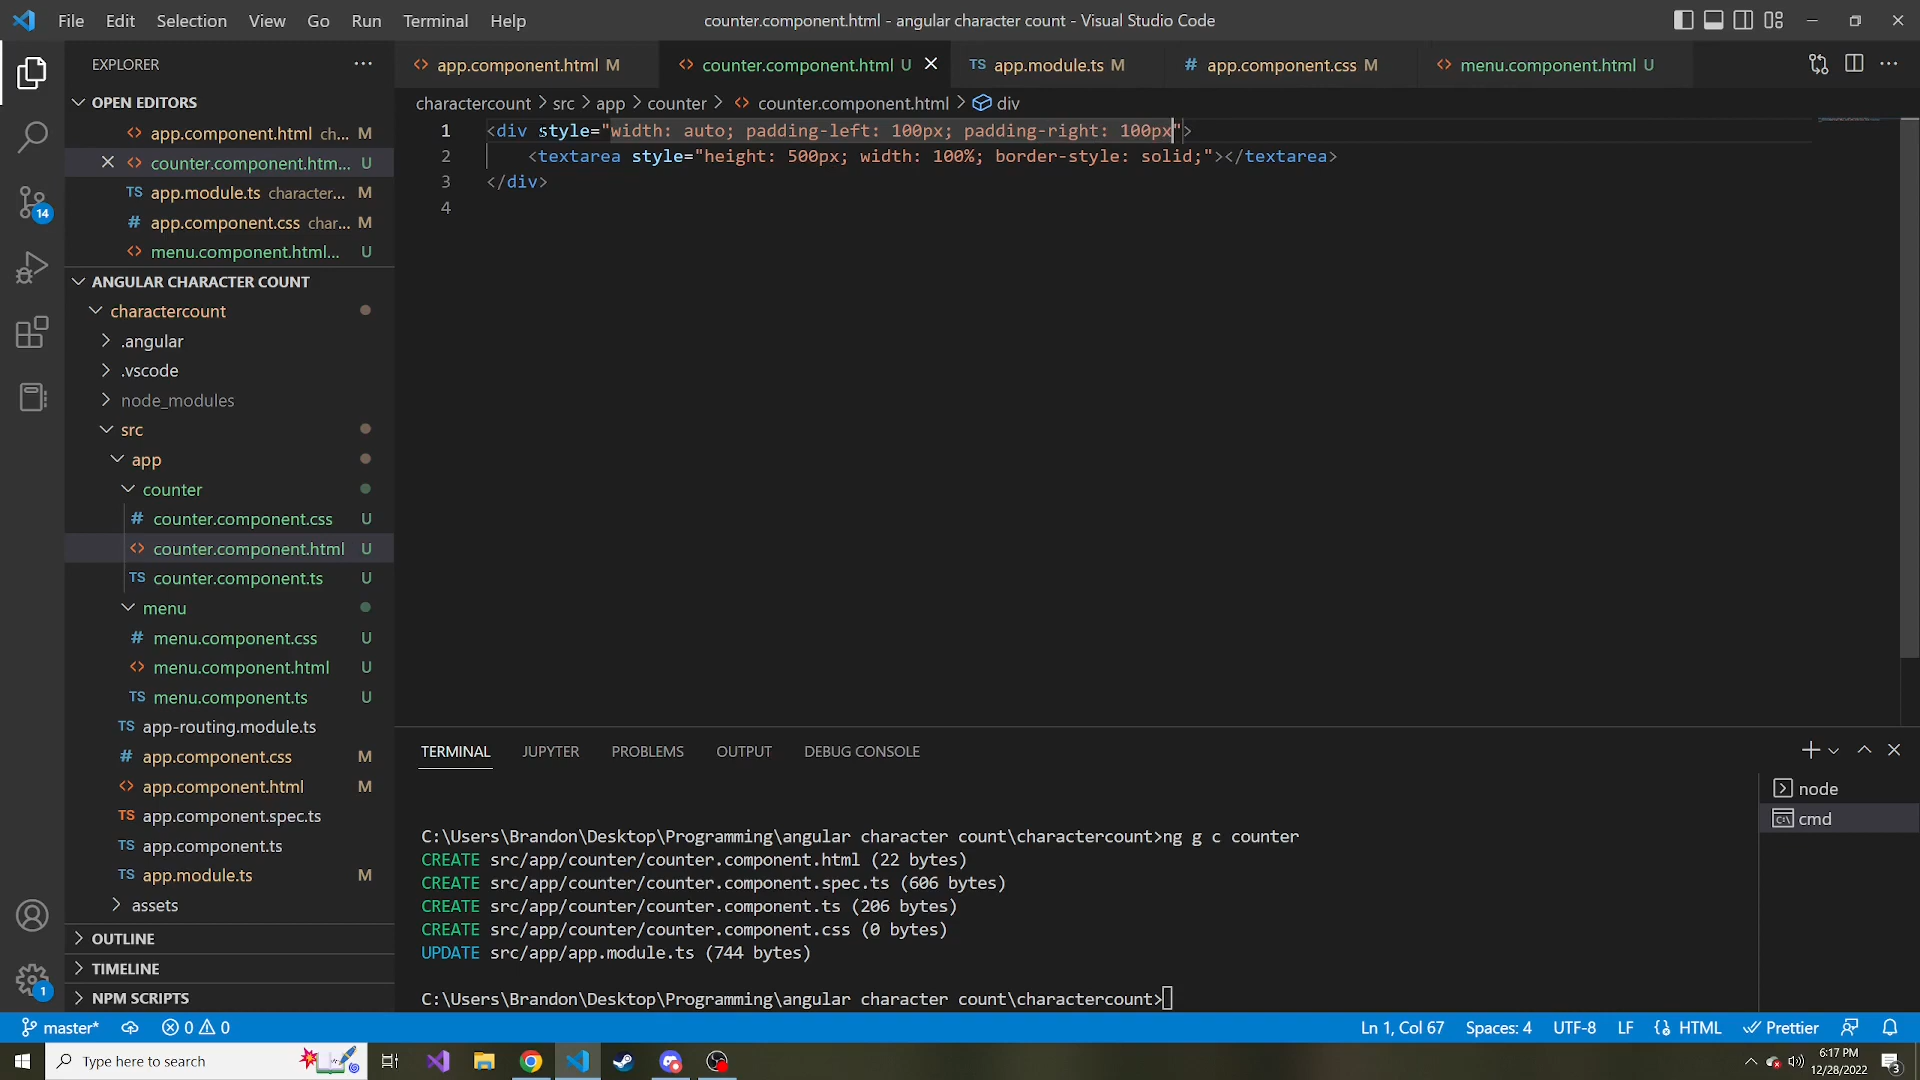 File Edit Selection View Go Run Terminal Help
counter.component.html - angular character count - Visual Studio Code
EXPLORER
app.component.html M
counter.component.html U
TS app.module.ts M
# app.component.css M
menu.component.html U
charactercount > src > app > counter > counter.component.html > div
OPEN EDITORS
app.component.html ch... M
counter.component.htm... U
TS app.module.ts character... M
# app.component.css char... M
menu.component.html... U
ANGULAR CHARACTER COUNT
charactercount
.angular
.vscode
node_modules
src
app
counter
# counter.component.css U
counter.component.html U
TS counter.component.ts U
menu
# menu.component.css U
menu.component.html U
TS menu.component.ts U
TS app-routing.module.ts
# app.component.css M
app.component.html M
TS app.component.spec.ts
TS app.component.ts
TS app.module.ts M
assets
OUTLINE
TIMELINE
NPM SCRIPTS
14
1
1 <div style="width: auto; padding-left: 100px; padding-right: 100px">
2 <textarea style="height: 500px; width: 100%; border-style: solid;"></textarea>
3 </div>
4
TERMINAL JUPYTER PROBLEMS OUTPUT DEBUG CONSOLE
node
cmd
C:\Users\Brandon\Desktop\Programming\angular character count\charactercount>ng g c counter
CREATE src/app/counter/counter.component.html (22 bytes)
CREATE src/app/counter/counter.component.spec.ts (606 bytes)
CREATE src/app/counter/counter.component.ts (206 bytes)
CREATE src/app/counter/counter.component.css (0 bytes)
UPDATE src/app/app.module.ts (744 bytes)
C:\Users\Brandon\Desktop\Programming\angular character count\charactercount>
master* 0 0
Ln 1, Col 67 Spaces: 4 UTF-8 LF HTML Prettier
Type here to search
6:17 PM
12/28/2022
3